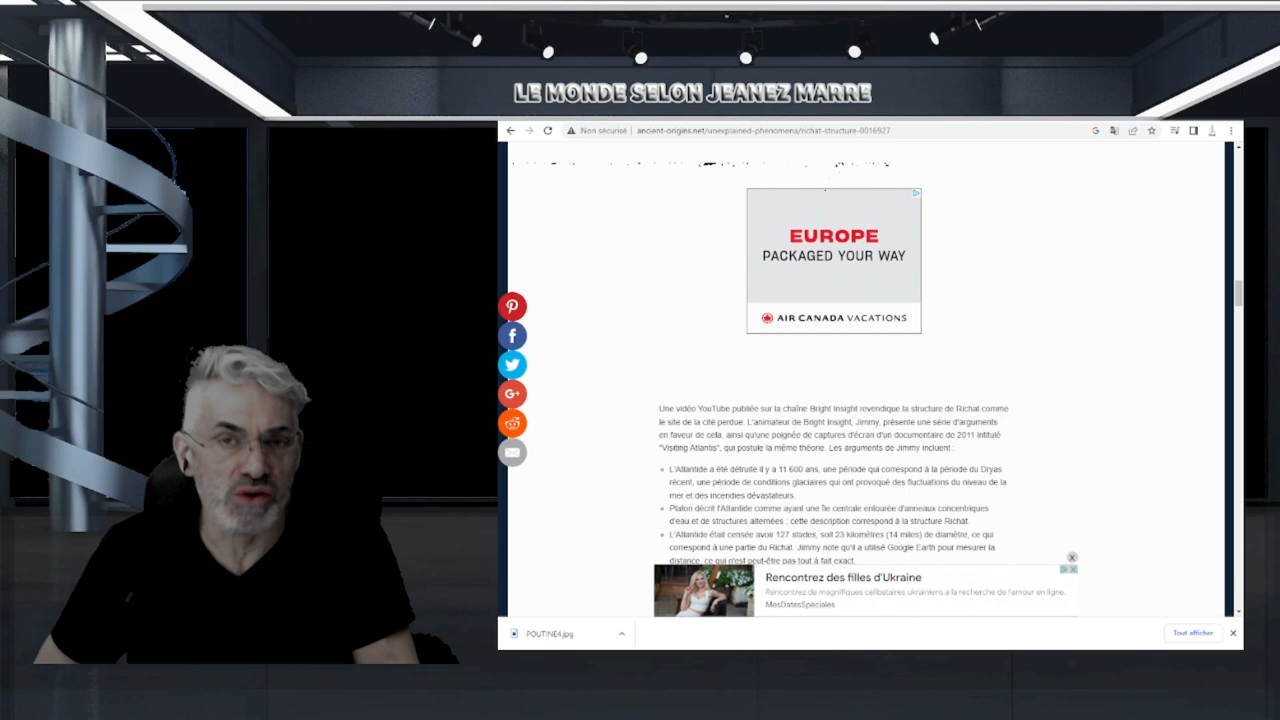 LE MONDE SELON JEANEZ MARRE
Non sécurisé | ancient-origins.net/unexplained-phenomena/richat-structure-0016927
EUROPE
PACKAGED YOUR WAY
AIR CANADA VACATIONS
Une vidéo YouTube publiée sur la chaîne Bright Insight revendique la structure de Richat comme
le site de la cité perdue. L'animateur de Bright Insight, Jimmy, présente une série d'arguments
en faveur de cela, ainsi qu'une poignée de captures d'écran d'un documentaire de 2011 intitulé
"Visiting Atlantis", qui postule la même théorie. Les arguments de Jimmy incluent :
L'Atlantide a été détruite il y a 11 600 ans, une période qui correspond à la période du Dryas
récent, une période de conditions glaciaires qui ont provoqué des fluctuations du niveau de la
mer et des incendies dévastateurs.
Platon décrit l'Atlantide comme ayant une île centrale entourée d'anneaux concentriques
d'eau et de structures alternées ; cette description correspond à la structure Richat.
L'Atlantide était censée avoir 127 stades, soit 23 kilomètres (14 miles) de diamètre, ce qui
correspond à une partie du Richat. Jimmy note qu'il a utilisé Google Earth pour mesurer la
distance, ce qui n'est peut-être pas tout à fait exact.
Rencontrez des filles d'Ukraine
Rencontrez de magnifiques célibataires ukrainiens à la recherche de l'amour en ligne.
MesDatesSpéciales
POUTINE4.jpg
Tout afficher